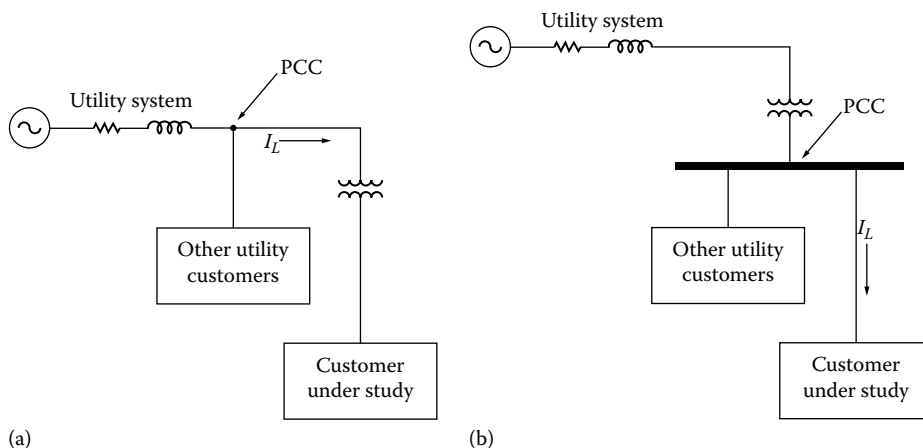 PCC
Utility system
I_L
Other utility
customers
Customer
under study
(a)
Utility system
PCC
I_L
Other utility
customers
Customer
under study
(b)